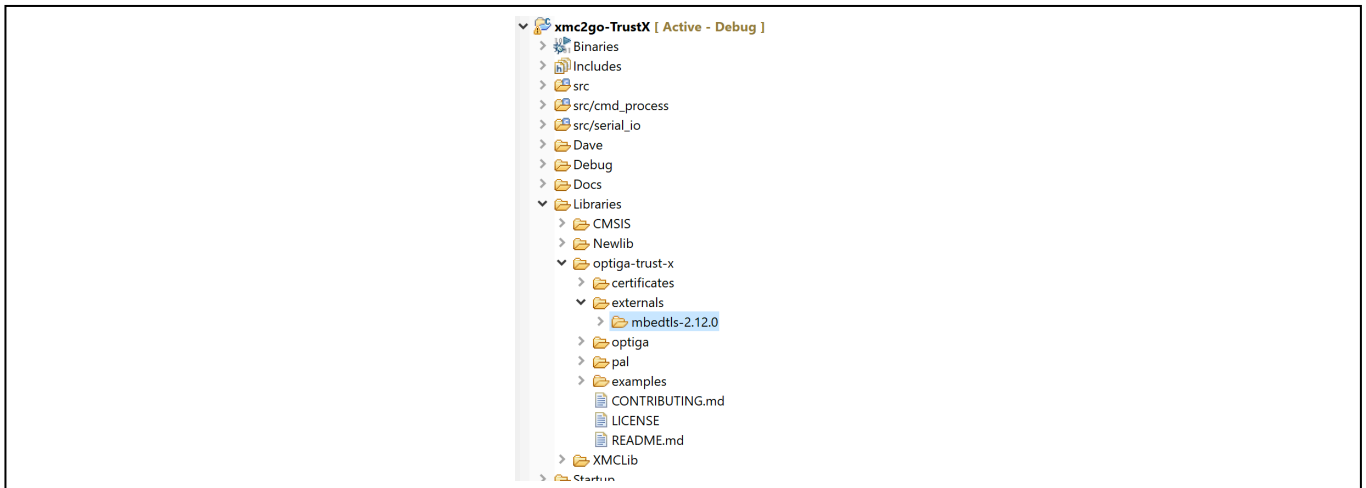 xmc2go-TrustX [ Active - Debug ]
Binaries
Includes
src
src/cmd_process
src/serial_io
Dave
Debug
Docs
Libraries
CMSIS
Newlib
optiga-trust-x
certificates
externals
mbedtls-2.12.0
optiga
pal
examples
CONTRIBUTING.md
LICENSE
README.md
XMCLib
Startup